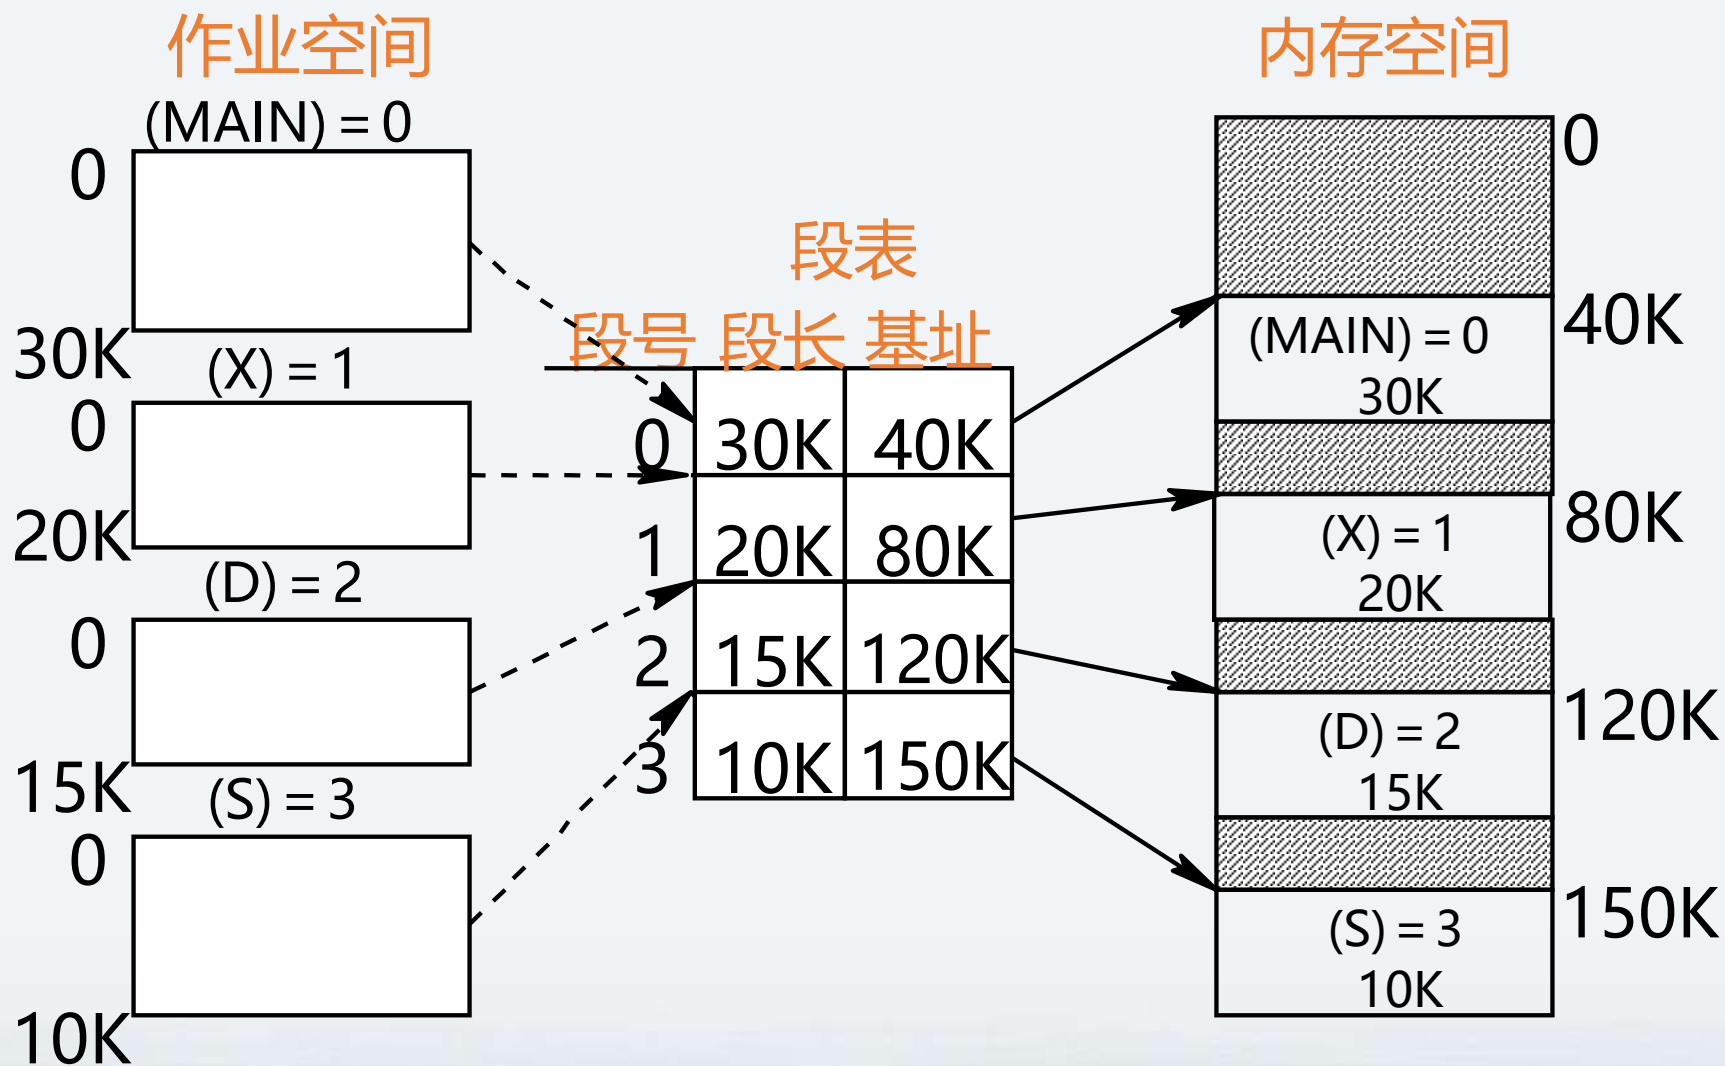 作业空间
(MAIN) = 0
0
30K
(X) = 1
0
20K
(D) = 2
0
15K
(S) = 3
0
10K
段表
段号 段长 基址
0 30K 40K
1 20K 80K
2 15K 120K
3 10K 150K
内存空间
0
40K
(MAIN) = 0
30K
80K
(X) = 1
20K
120K
(D) = 2
15K
150K
(S) = 3
10K